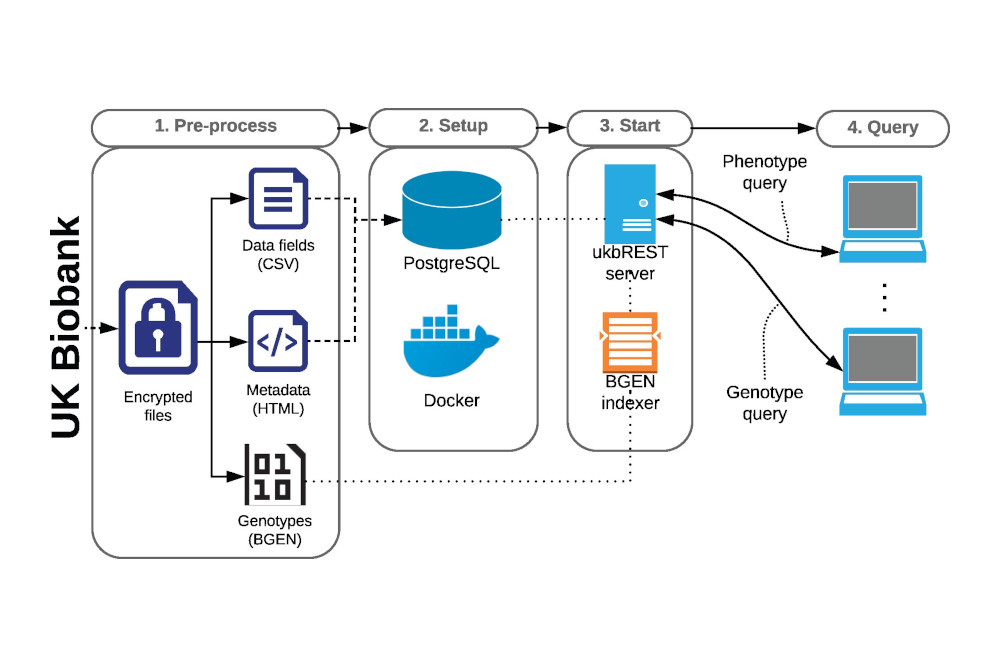 1. Pre-process
2. Setup
3. Start
4. Query
UK Biobank
Encrypted
files
Data fields
(CSV)
</>
Metadata
(HTML)
01
10
Genotypes
(BGEN)
PostgreSQL
Docker
ukbREST
server
BGEN
indexer
Phenotype
query
Genotype
query